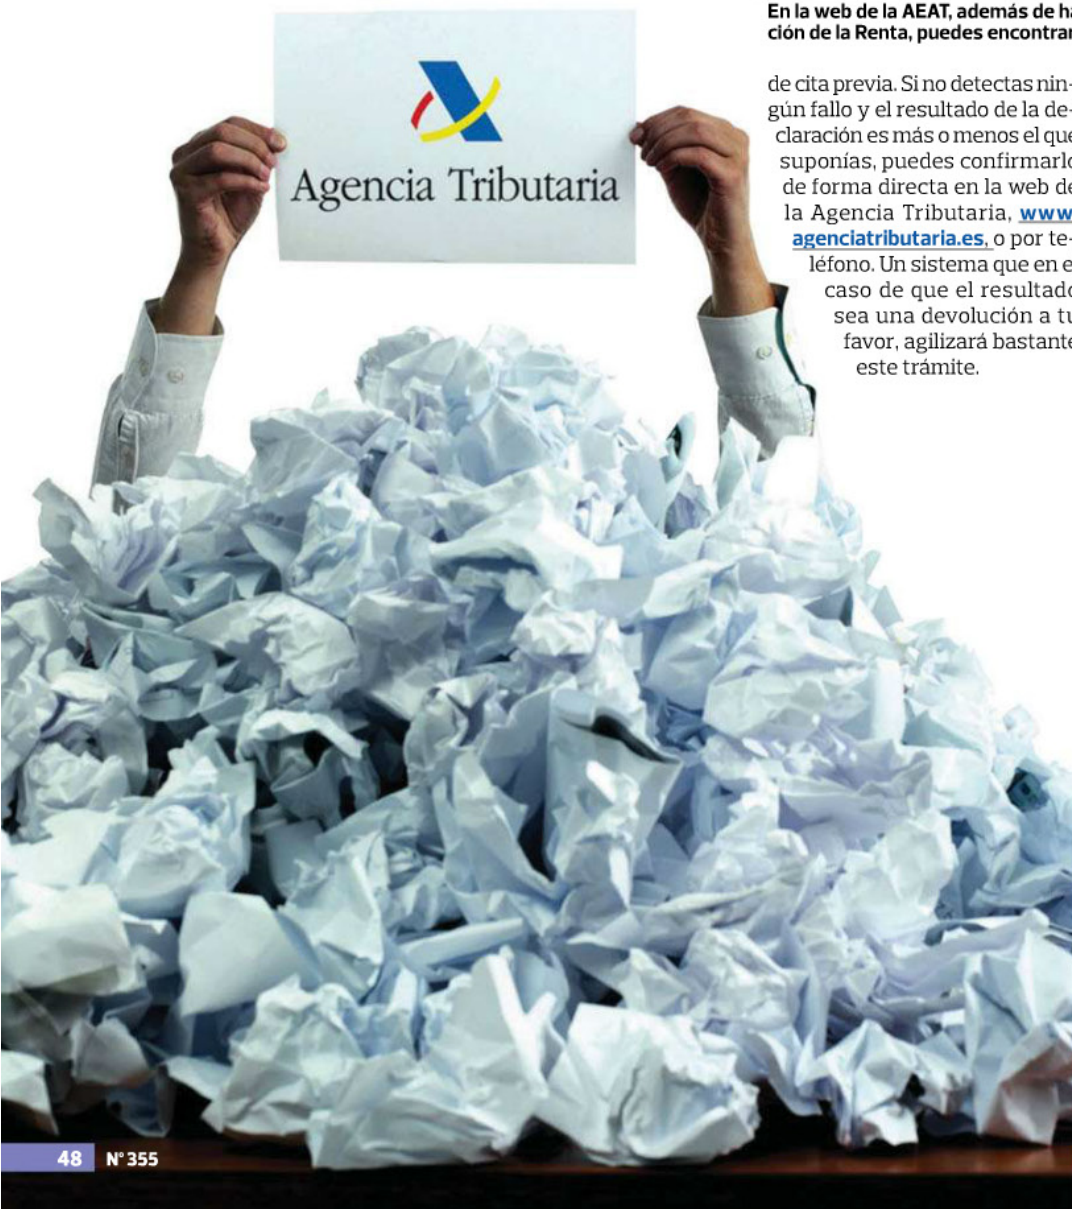 En la web de la AEAT, además de ha
ción de la Renta, puedes encontrar
de cita previa. Si no detectas nin-
gún fallo y el resultado de la de-
claración es más o menos el que
suponías, puedes confirmarlo
de forma directa en la web de
la Agencia Tributaria, www.
agenciatributaria.es, o por te-
léfono. Un sistema que en e
caso de que el resultado
sea una devolución a tu
favor, agilizará bastante
este trámite.
Agencia Tributaria
48 N° 355